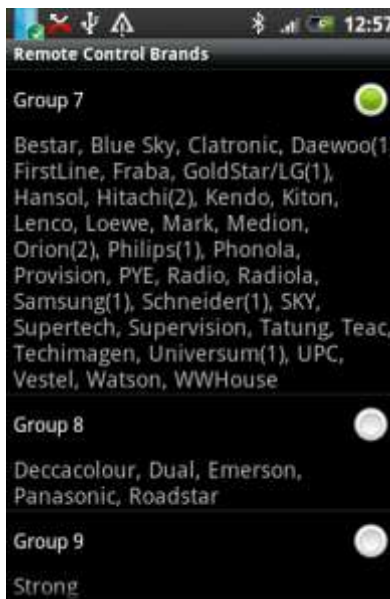 12:57
Remote Control Brands
Group 7
Bestar, Blue Sky, Clatronic, Daewoo(1
FirstLine, Fraba, GoldStar/LG(1),
Hansol, Hitachi(2), Kendo, Kiton,
Lenco, Loewe, Mark, Medion,
Orion(2), Philips(1), Phonola,
Provision, PYE, Radio, Radiola,
Samsung(1), Schneider(1), SKY,
Supertech, Supervision, Tatung, Teac,
Techimagen, Universum(1), UPC,
Vestel, Watson, WWHouse
Group 8
Deccacolour, Dual, Emerson,
Panasonic, Roadstar
Group 9
Strong